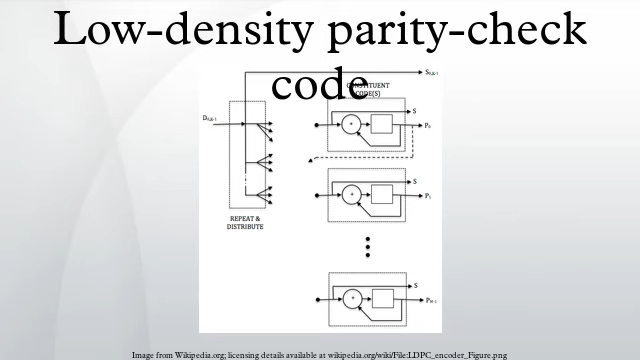 Low-density parity-check
code
S₀,K-1
CODE(S)
S
D₀,K-1
P₀
S
P₁
REPEAT &
DISTRIBUTE
S
Pₘ₋₁
Image from Wikipedia.org; licensing details available at wikipedia.org/wiki/File:LDPC_encoder_Figure.png